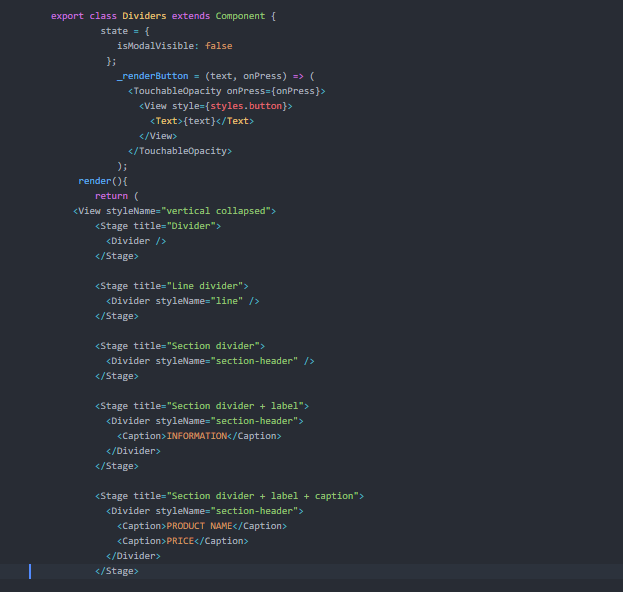 export class Dividers extends Component {
state = {
isModalVisible: false
};
_renderButton = (text, onPress) => (
<TouchableOpacity onPress={onPress}>
<View style={styles.button}>
<Text>{text}</Text>
</View>
</TouchableOpacity>
);
render(){
return (
<View styleName="vertical collapsed">
<Stage title="Divider">
<Divider />
</Stage>
<Stage title="Line divider">
<Divider styleName="line" />
</Stage>
<Stage title="Section divider">
<Divider styleName="section-header" />
</Stage>
<Stage title="Section divider + label">
<Divider styleName="section-header">
<Caption>INFORMATION</Caption>
</Divider>
</Stage>
<Stage title="Section divider + label + caption">
<Divider styleName="section-header">
<Caption>PRODUCT NAME</Caption>
<Caption>PRICE</Caption>
</Divider>
</Stage>